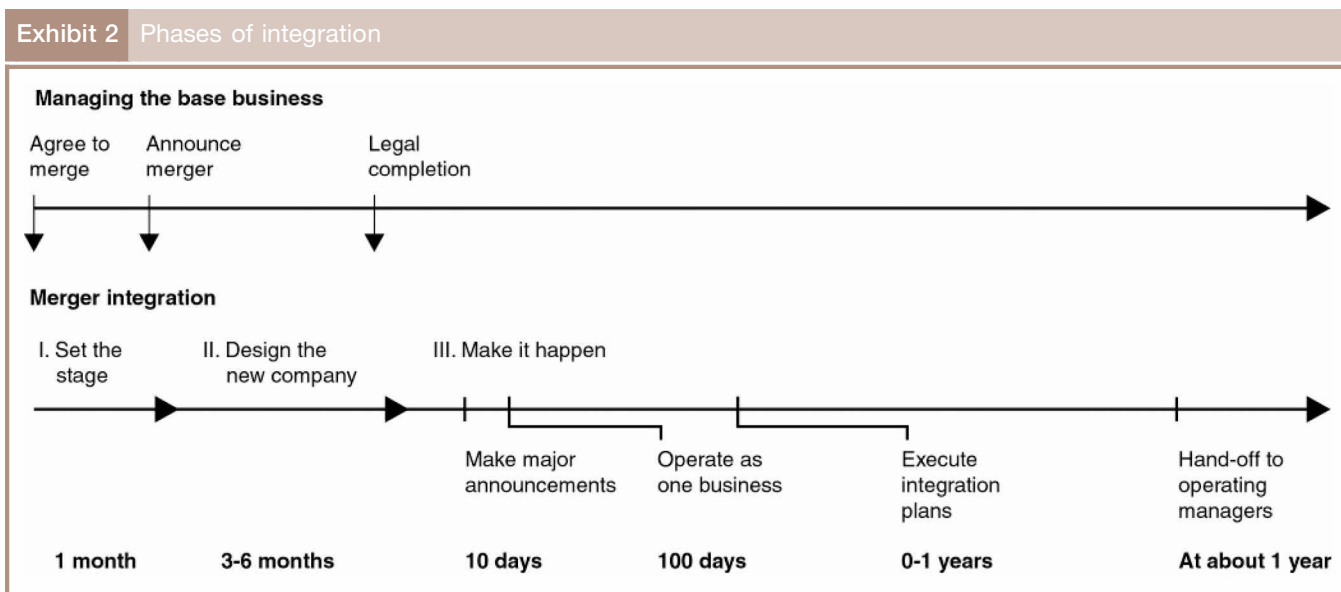 Exhibit 2 Phases of integration
Managing the base business
Agree to
merge
Announce
merger
Legal
completion
Merger integration
I. Set the
stage
II. Design the
new company
III. Make it happen
Make major
announcements
Operate as
one business
Execute
integration
plans
Hand-off to
operating
managers
1 month
3-6 months
10 days
100 days
0-1 years
At about 1 year